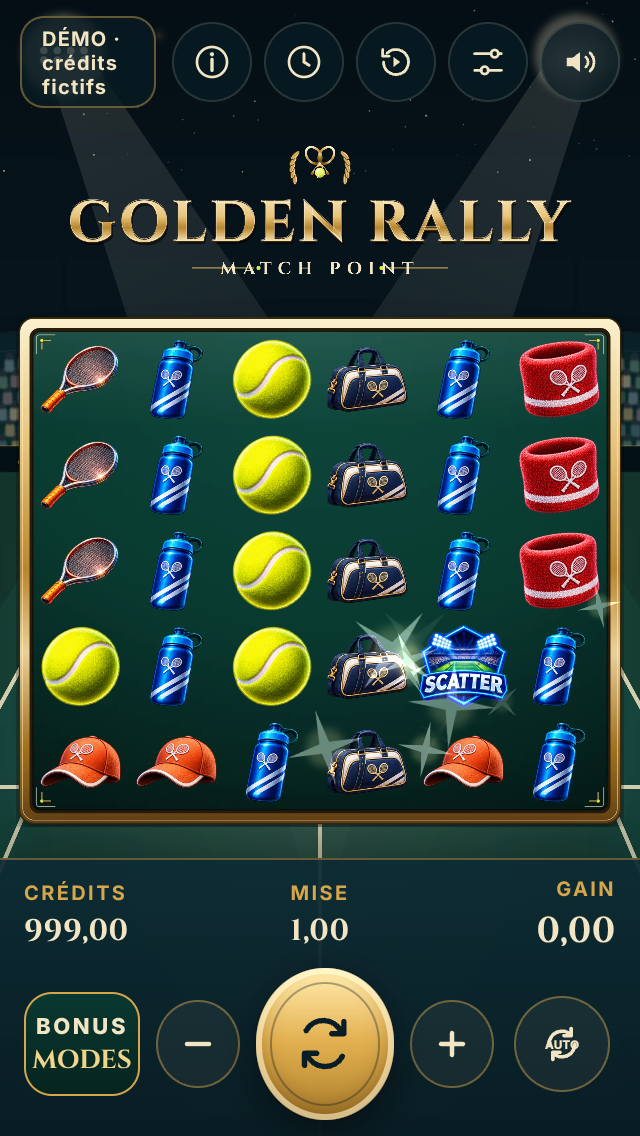 DÉMO ·
crédits
fictifs
GOLDEN RALLY
MATCH POINT
SCATTER
CRÉDITS
MISE
GAIN
999,00
1,00
0,00
BONUS
MODES
AUTO